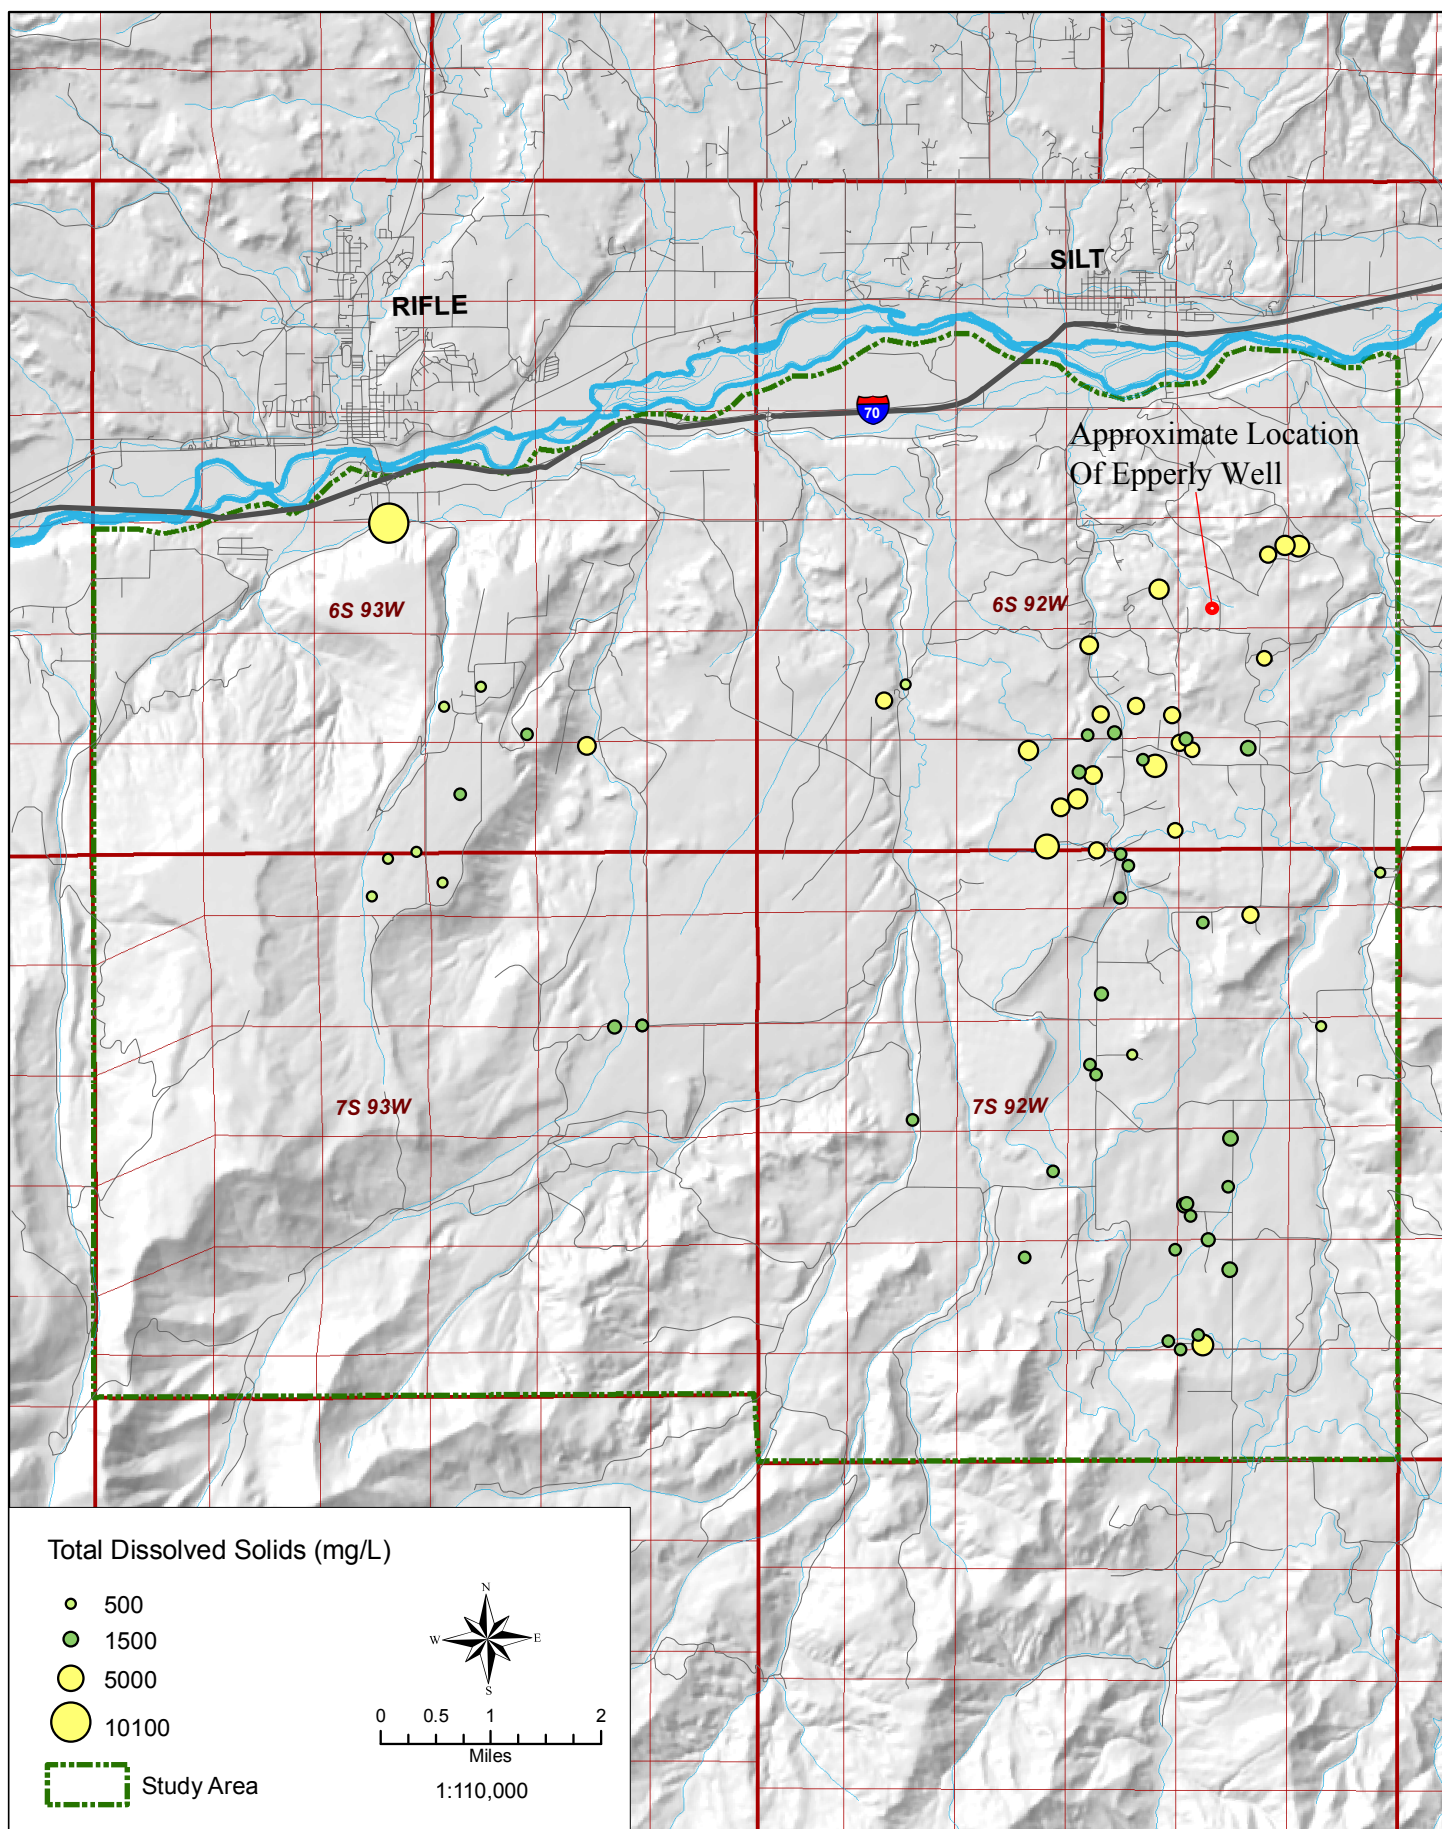 SILT
RIFLE
70
Approximate Location
Of Epperly Well
6S 93W
6S 92W
7S 93W
7S 92W
Total Dissolved Solids (mg/L)
500
1500
5000
10100
Study Area
N
W
E
S
0 0.5 1 2
Miles
1:110,000